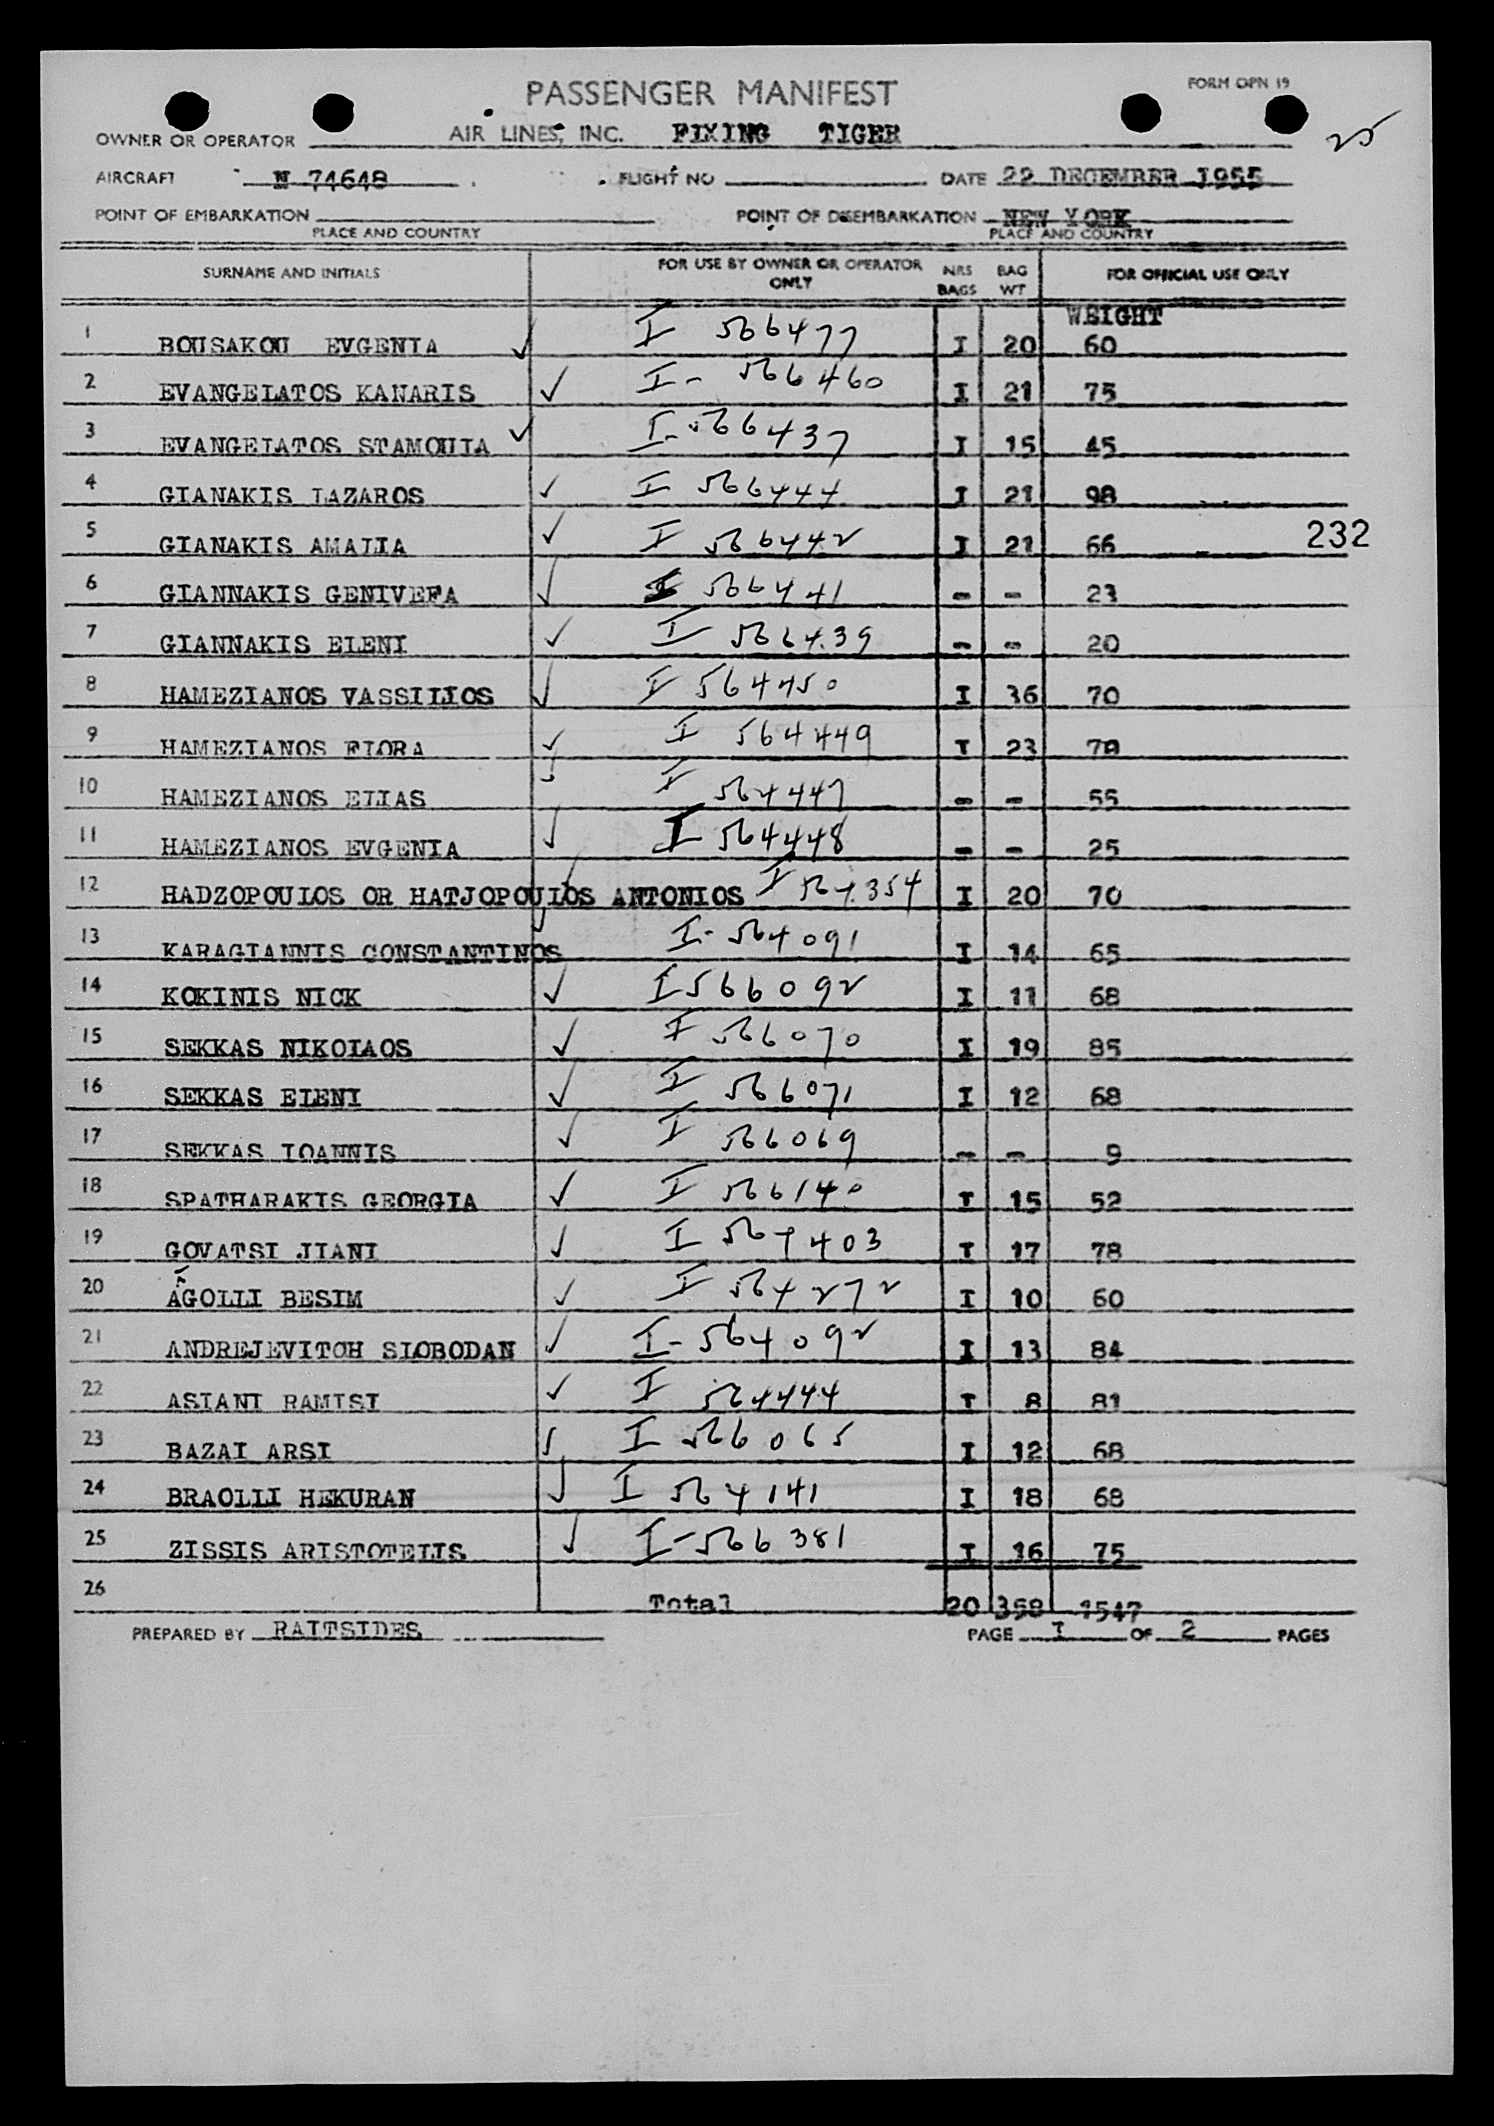 PASSENGER MANIFEST
FORM OPN 19
25
OWNER OR OPERATOR AIR LINES, INC. FIXING TIGER
AIRCRAFT N 74648 FLIGHT NO DATE 22 DECEMBER 1955
POINT OF EMBARKATION POINT OF DISEMBARKATION NEW YORK
PLACE AND COUNTRY PLACE AND COUNTRY
SURNAME AND INITIALS FOR USE BY OWNER OR OPERATOR ONLY NRS BAGS BAG WT FOR OFFICIAL USE ONLY
WEIGHT
1 BOUSAKOU EVGENIA I 566477 I 20 60
2 EVANGELATOS KANARIS I- 566460 I 21 75
3 EVANGELATOS STAMOULIA I- 566437 I 15 45
4 GIANAKIS LAZAROS I 566444 I 21 98
5 GIANAKIS AMALIA I 566442 I 21 66 232
6 GIANNAKIS GENIVEFA I 566441 - - 23
7 GIANNAKIS ELENI I 566439 - - 20
8 HAMEZIANOS VASSILIOS I 564450 I 36 70
9 HAMEZIANOS FLORA I 564449 I 23 70
10 HAMEZIANOS ELIAS I 564447 - - 55
11 HAMEZIANOS EVGENIA I 564448 - - 25
12 HADZOPOULOS OR HATJOPOULOS ANTONIOS I 564354 I 20 70
13 KARAGIANNIS CONSTANTINOS I- 564091 I 14 65
14 KOKINIS NICK I 566092 I 11 68
15 SEKKAS NIKOLAOS I 566070 I 19 85
16 SEKKAS ELENI I 566071 I 12 68
17 SEKKAS IOANNIS I 566069 - - 9
18 SPATHARAKIS GEORGIA I 566140 I 15 52
19 GOVATSI JIANI I 564403 I 17 78
20 AGOLLI BESIM I 564272 I 10 60
21 ANDREJEVITCH SLOBODAN I- 564092 I 13 84
22 ASLANI RAMISI I 564444 I 8 81
23 BAZAI ARSI I 566065 I 12 68
24 BRAOLLI HEKURAN I 564141 I 18 68
25 ZISSIS ARISTOTELIS I- 566381 I 16 75
26 Total 20 358 1547
PREPARED BY RAITSIDES PAGE I OF 2 PAGES